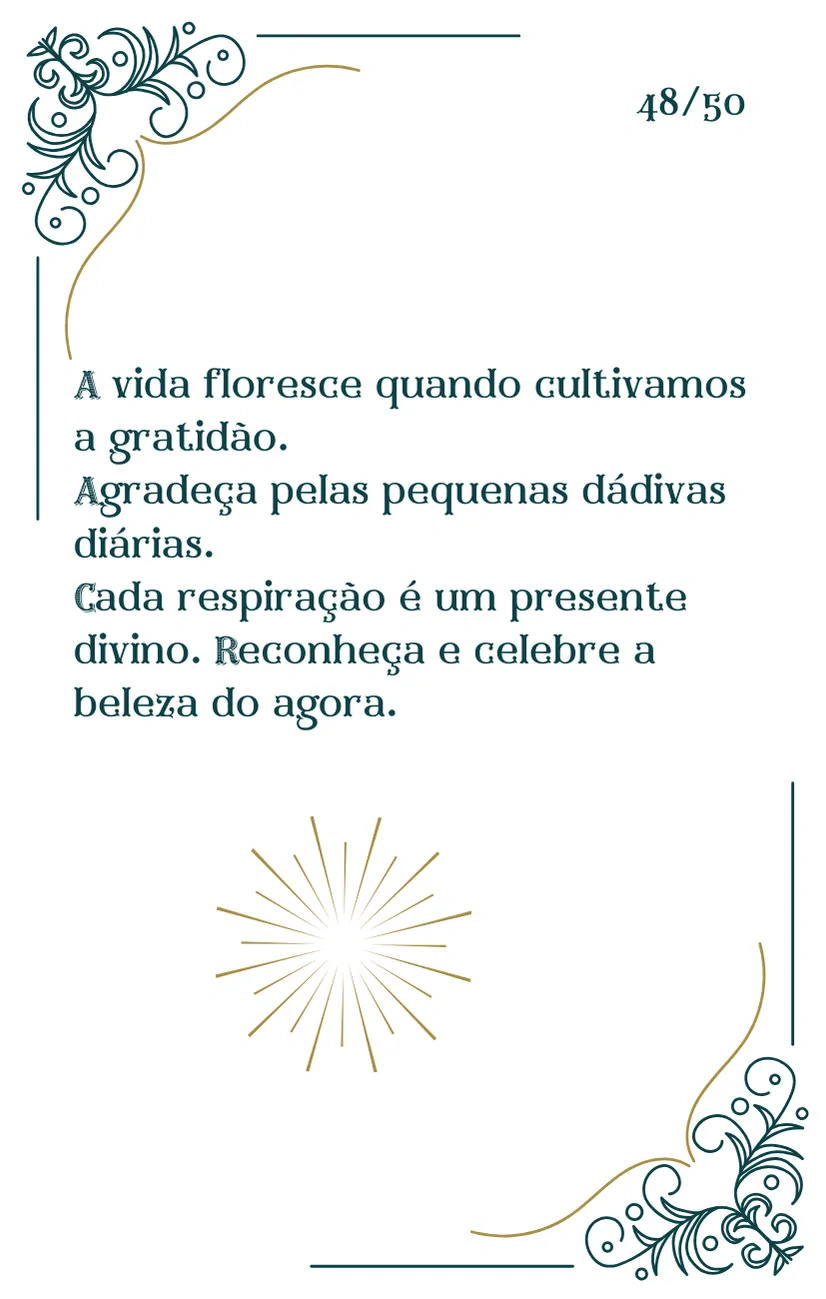 48/50
A vida floresce quando cultivamos
a gratidão.
Agradeça pelas pequenas dádivas
diárias.
Cada respiração é um presente
divino. Reconheça e celebre a
beleza do agora.